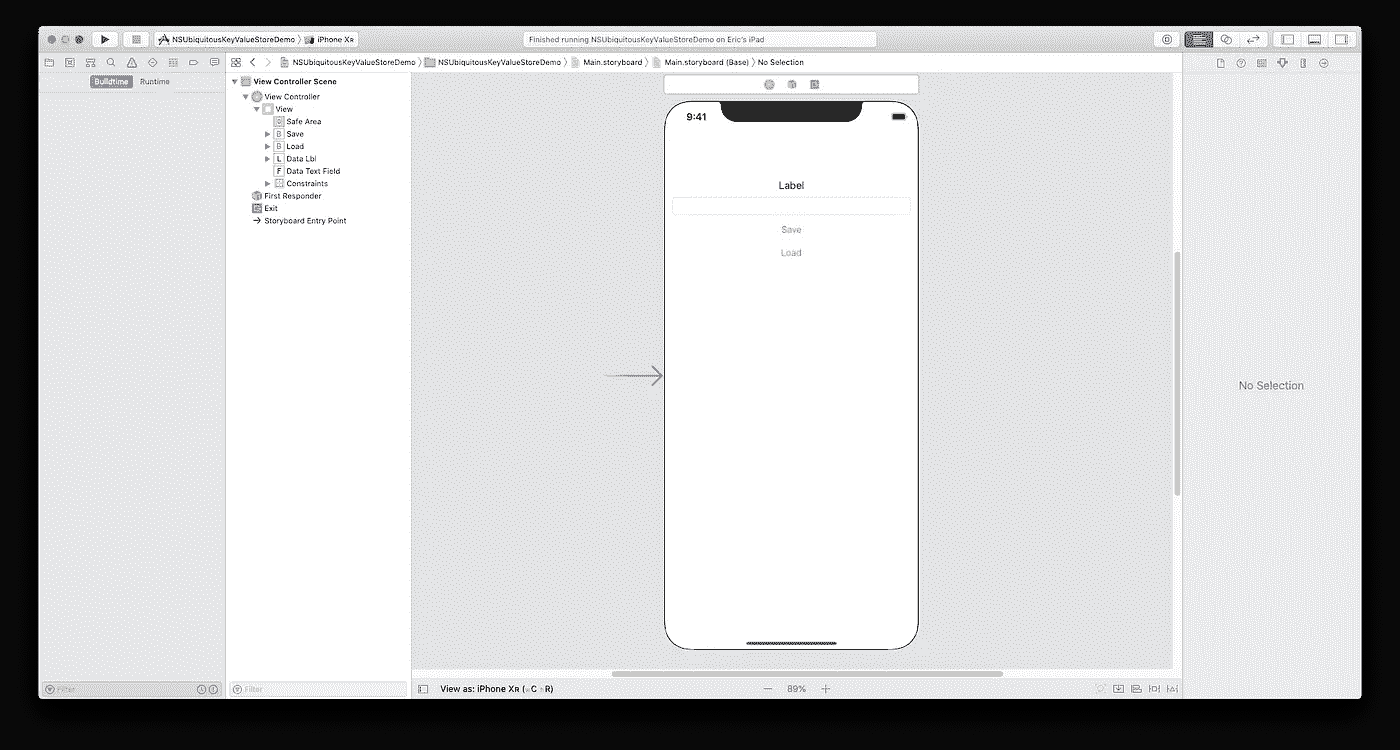 NSUbiquitousKeyValueStoreDemo 〉 iPhone XR
Finished running NSUbiquitousKeyValueStoreDemo on Eric's iPad
NSUbiquitousKeyValueStoreDemo 〉 NSUbiquitousKeyValueStoreDemo 〉 Main.storyboard 〉 Main.storyboard (Base) 〉 No Selection
Buildtime Runtime
View Controller Scene
View Controller
View
Safe Area
B Save
B Load
L Data Lbl
F Data Text Field
Constraints
First Responder
Exit
Storyboard Entry Point
9:41
Label
Save
Load
No Selection
Filter
Filter
View as: iPhone XR (wC hR)
89%